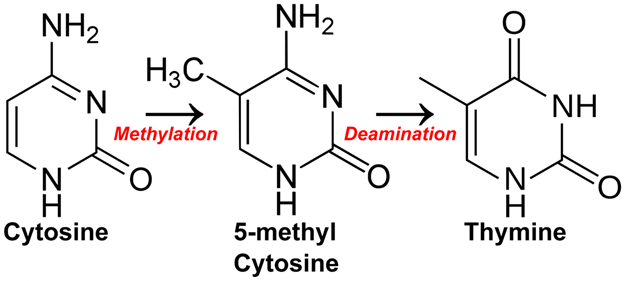 NH₂
N
N
H
O
Cytosine
Methylation
NH₂
H₃C
N
N
H
O
5-methyl
Cytosine
Deamination
O
NH
N
H
O
Thymine